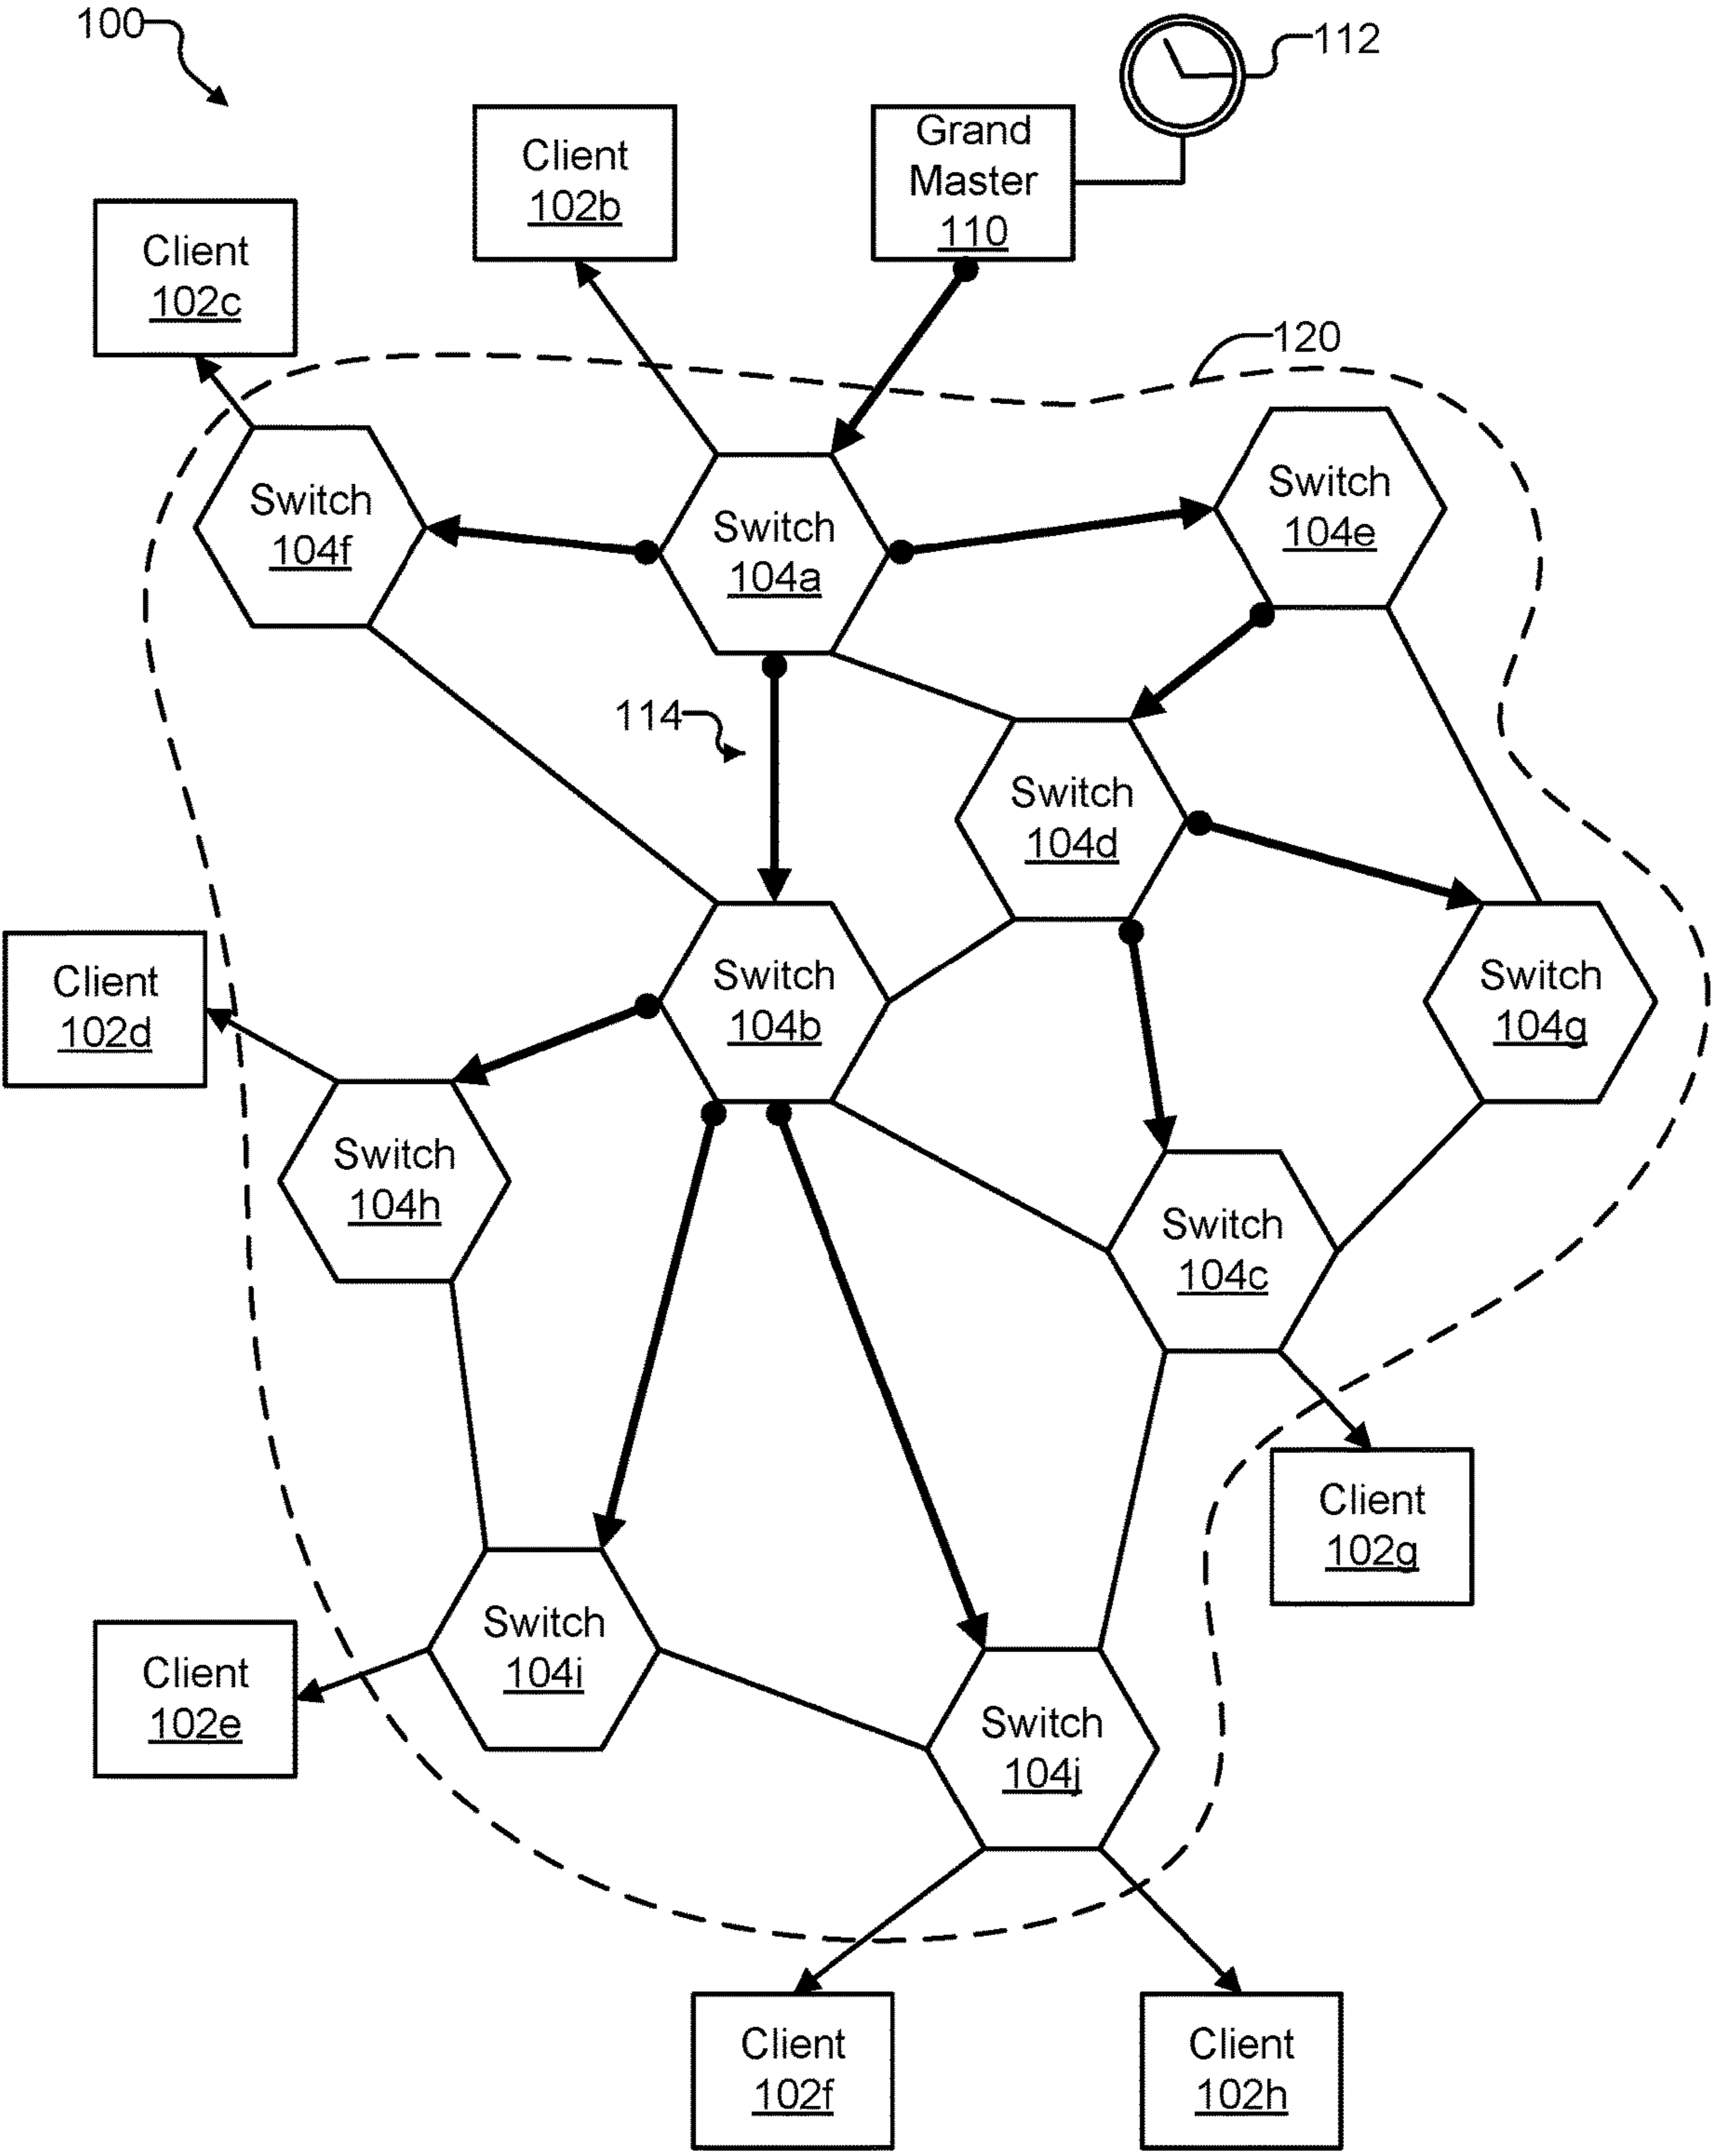 100
112
Grand
Master
110
Client
102b
Client
102c
120
Switch
104e
Switch
104f
Switch
104a
114
Switch
104d
Client
102d
Switch
104b
Switch
104g
Switch
104h
Switch
104c
Client
102g
Switch
104i
Client
102e
Switch
104j
Client
102f
Client
102h